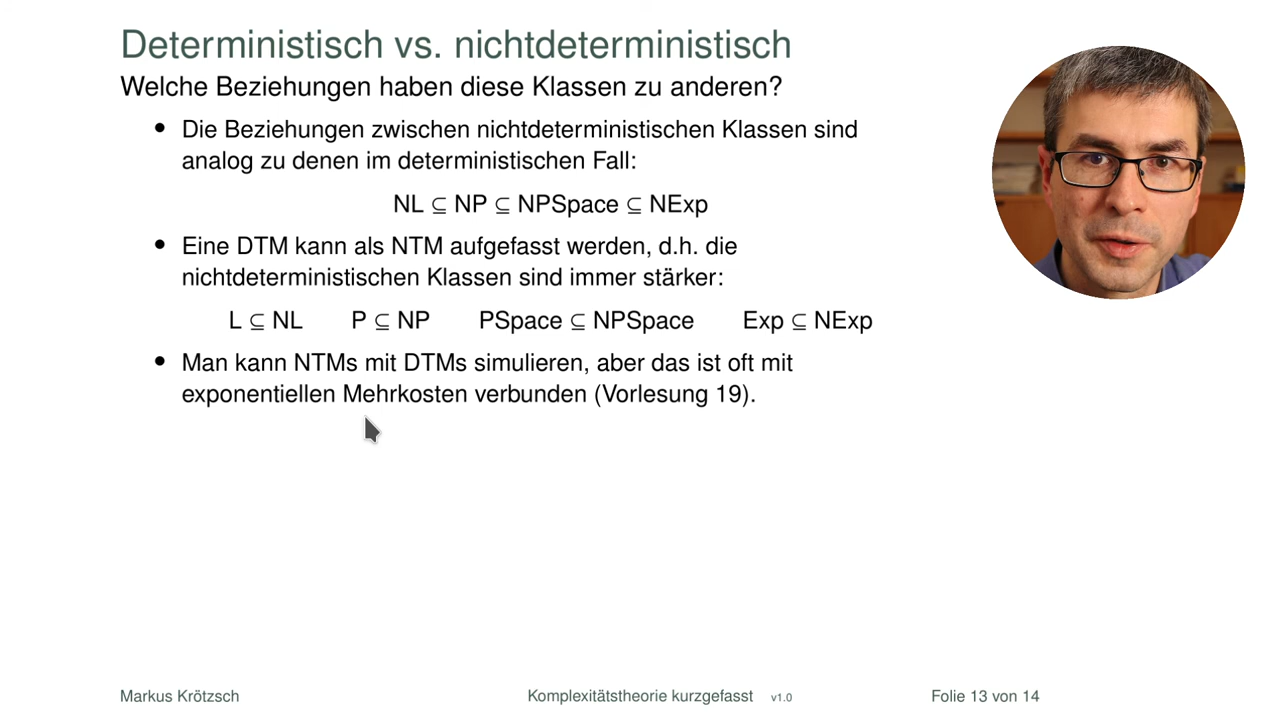 Deterministisch vs. nichtdeterministisch
Welche Beziehungen haben diese Klassen zu anderen?
• Die Beziehungen zwischen nichtdeterministischen Klassen sind
analog zu denen im deterministischen Fall:
NL ⊆ NP ⊆ NPSpace ⊆ NExp
• Eine DTM kann als NTM aufgefasst werden, d.h. die
nichtdeterministischen Klassen sind immer stärker:
L ⊆ NL P ⊆ NP PSpace ⊆ NPSpace Exp ⊆ NExp
• Man kann NTMs mit DTMs simulieren, aber das ist oft mit
exponentiellen Mehrkosten verbunden (Vorlesung 19).
Markus Krötzsch Komplexitätstheorie kurzgefasst v1.0 Folie 13 von 14